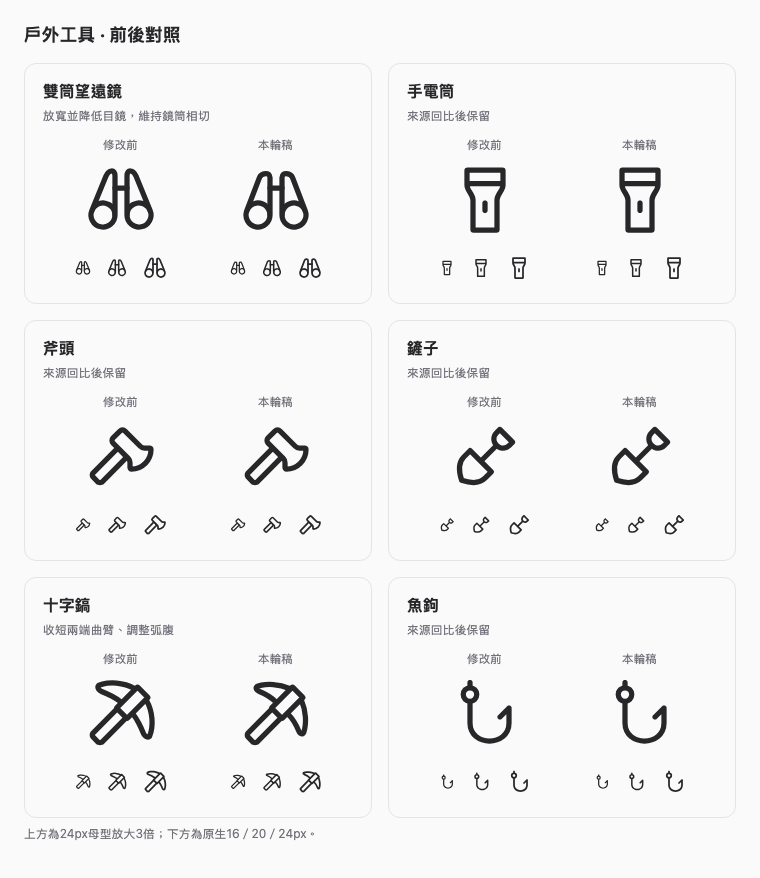 戶外工具 · 前後對照
雙筒望遠鏡
放寬並降低目鏡，維持鏡筒相切
修改前
本輪稿
手電筒
來源回比後保留
修改前
本輪稿
斧頭
來源回比後保留
修改前
本輪稿
鏟子
來源回比後保留
修改前
本輪稿
十字鎬
收短兩端曲臂、調整弧腹
修改前
本輪稿
魚鉤
來源回比後保留
修改前
本輪稿
上方為24px母型放大3倍；下方為原生16 / 20 / 24px。